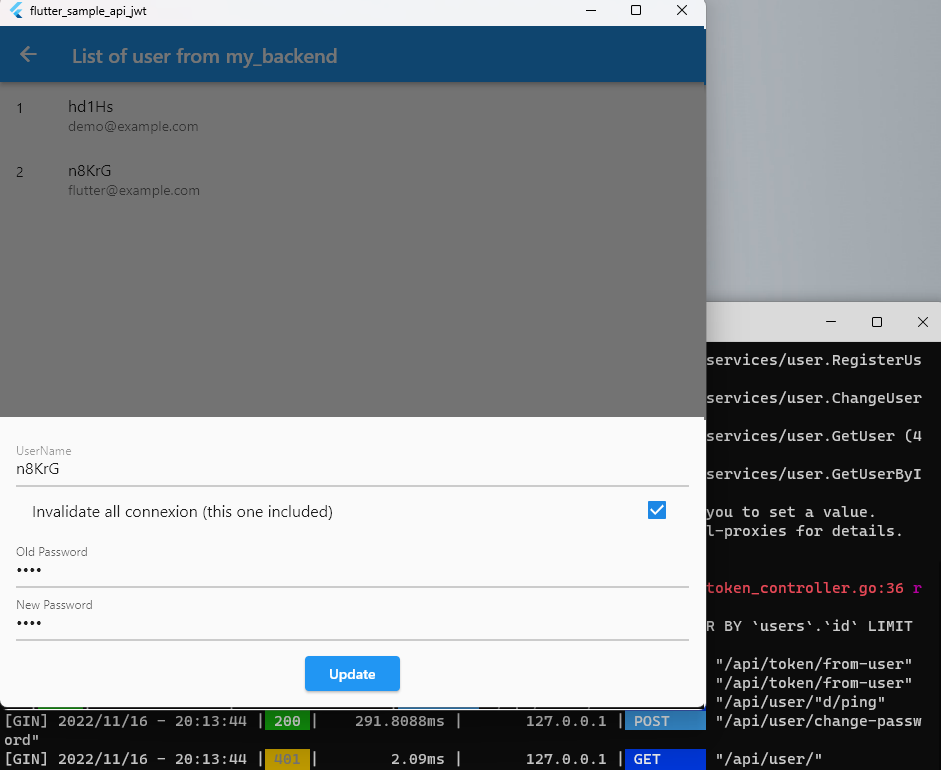 flutter_sample_api_jwt
List of user from my_backend
1
hd1Hs
demo@example.com
2
n8KrG
flutter@example.com
UserName
n8KrG
Invalidate all connexion (this one included)
Old Password
••••
New Password
••••
Update
services/user.RegisterUs
services/user.ChangeUser
services/user.GetUser (4
services/user.GetUserByI
you to set a value.
l-proxies for details.
token_controller.go:36 r
R BY `users`.`id` LIMIT
"/api/token/from-user"
"/api/token/from-user"
"/api/user/"d/ping"
[GIN] 2022/11/16 - 20:13:44 | 200 | 291.8088ms | 127.0.0.1 | POST "/api/user/change-passw
ord"
[GIN] 2022/11/16 - 20:13:44 | 401 | 2.09ms | 127.0.0.1 | GET "/api/user/"